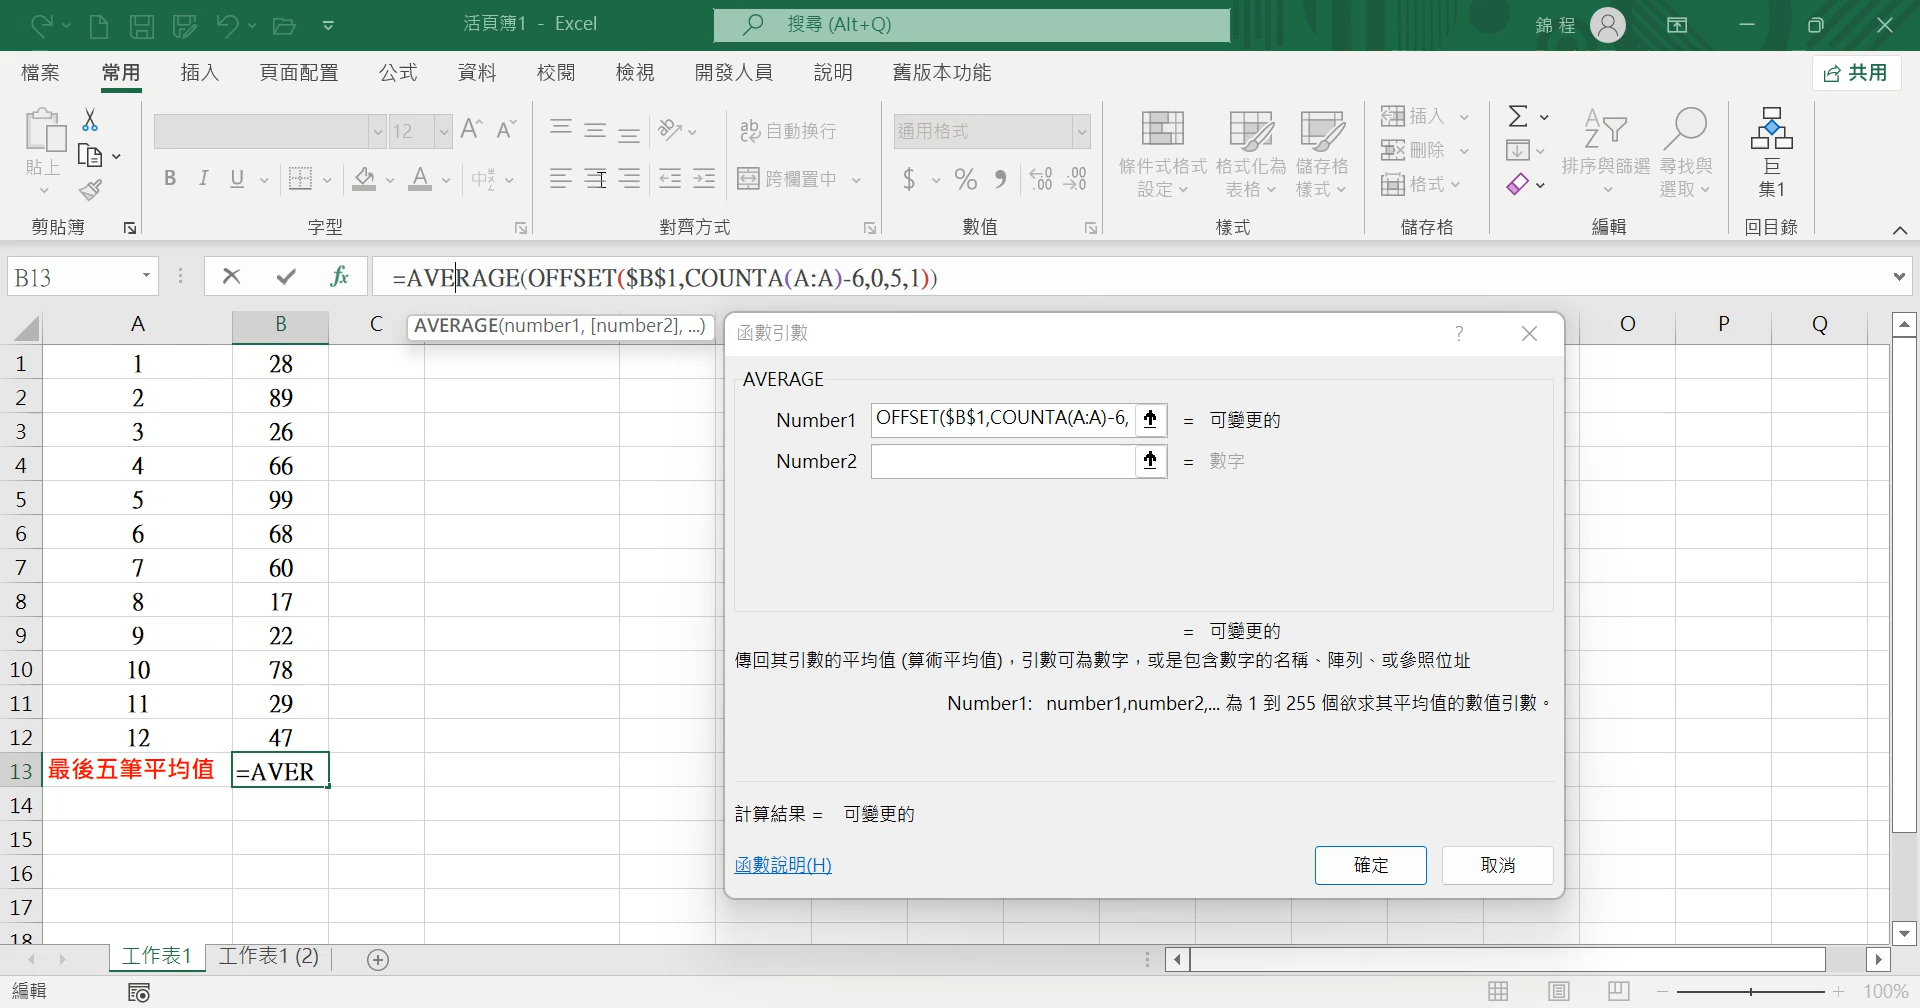 活頁簿1 - Excel
搜尋 (Alt+Q)
錦 程
檔案 常用 插入 頁面配置 公式 資料 校閱 檢視 開發人員 說明 舊版本功能
共用
貼上
12
自動換行
通用格式
B I U
跨欄置中
條件式格式設定
格式化為表格
儲存格樣式
插入
刪除
格式
排序與篩選
尋找與選取
巨集1
剪貼簿 字型 對齊方式 數值 樣式 儲存格 編輯 回目錄
B13
fx
=AVERAGE(OFFSET($B$1,COUNTA(A:A)-6,0,5,1))
AVERAGE(number1, [number2], ...)
A B C O P Q
1 1 28
2 2 89
3 3 26
4 4 66
5 5 99
6 6 68
7 7 60
8 8 17
9 9 22
10 10 78
11 11 29
12 12 47
13 最後五筆平均值 =AVER
14
15
16
17
18
函數引數
?
AVERAGE
Number1 OFFSET($B$1,COUNTA(A:A)-6, = 可變更的
Number2 = 數字
= 可變更的
傳回其引數的平均值 (算術平均值)，引數可為數字，或是包含數字的名稱、陣列、或參照位址
Number1: number1,number2,... 為 1 到 255 個欲求其平均值的數值引數。
計算結果 = 可變更的
函數說明(H)
確定 取消
工作表1 工作表1 (2)
編輯
100%